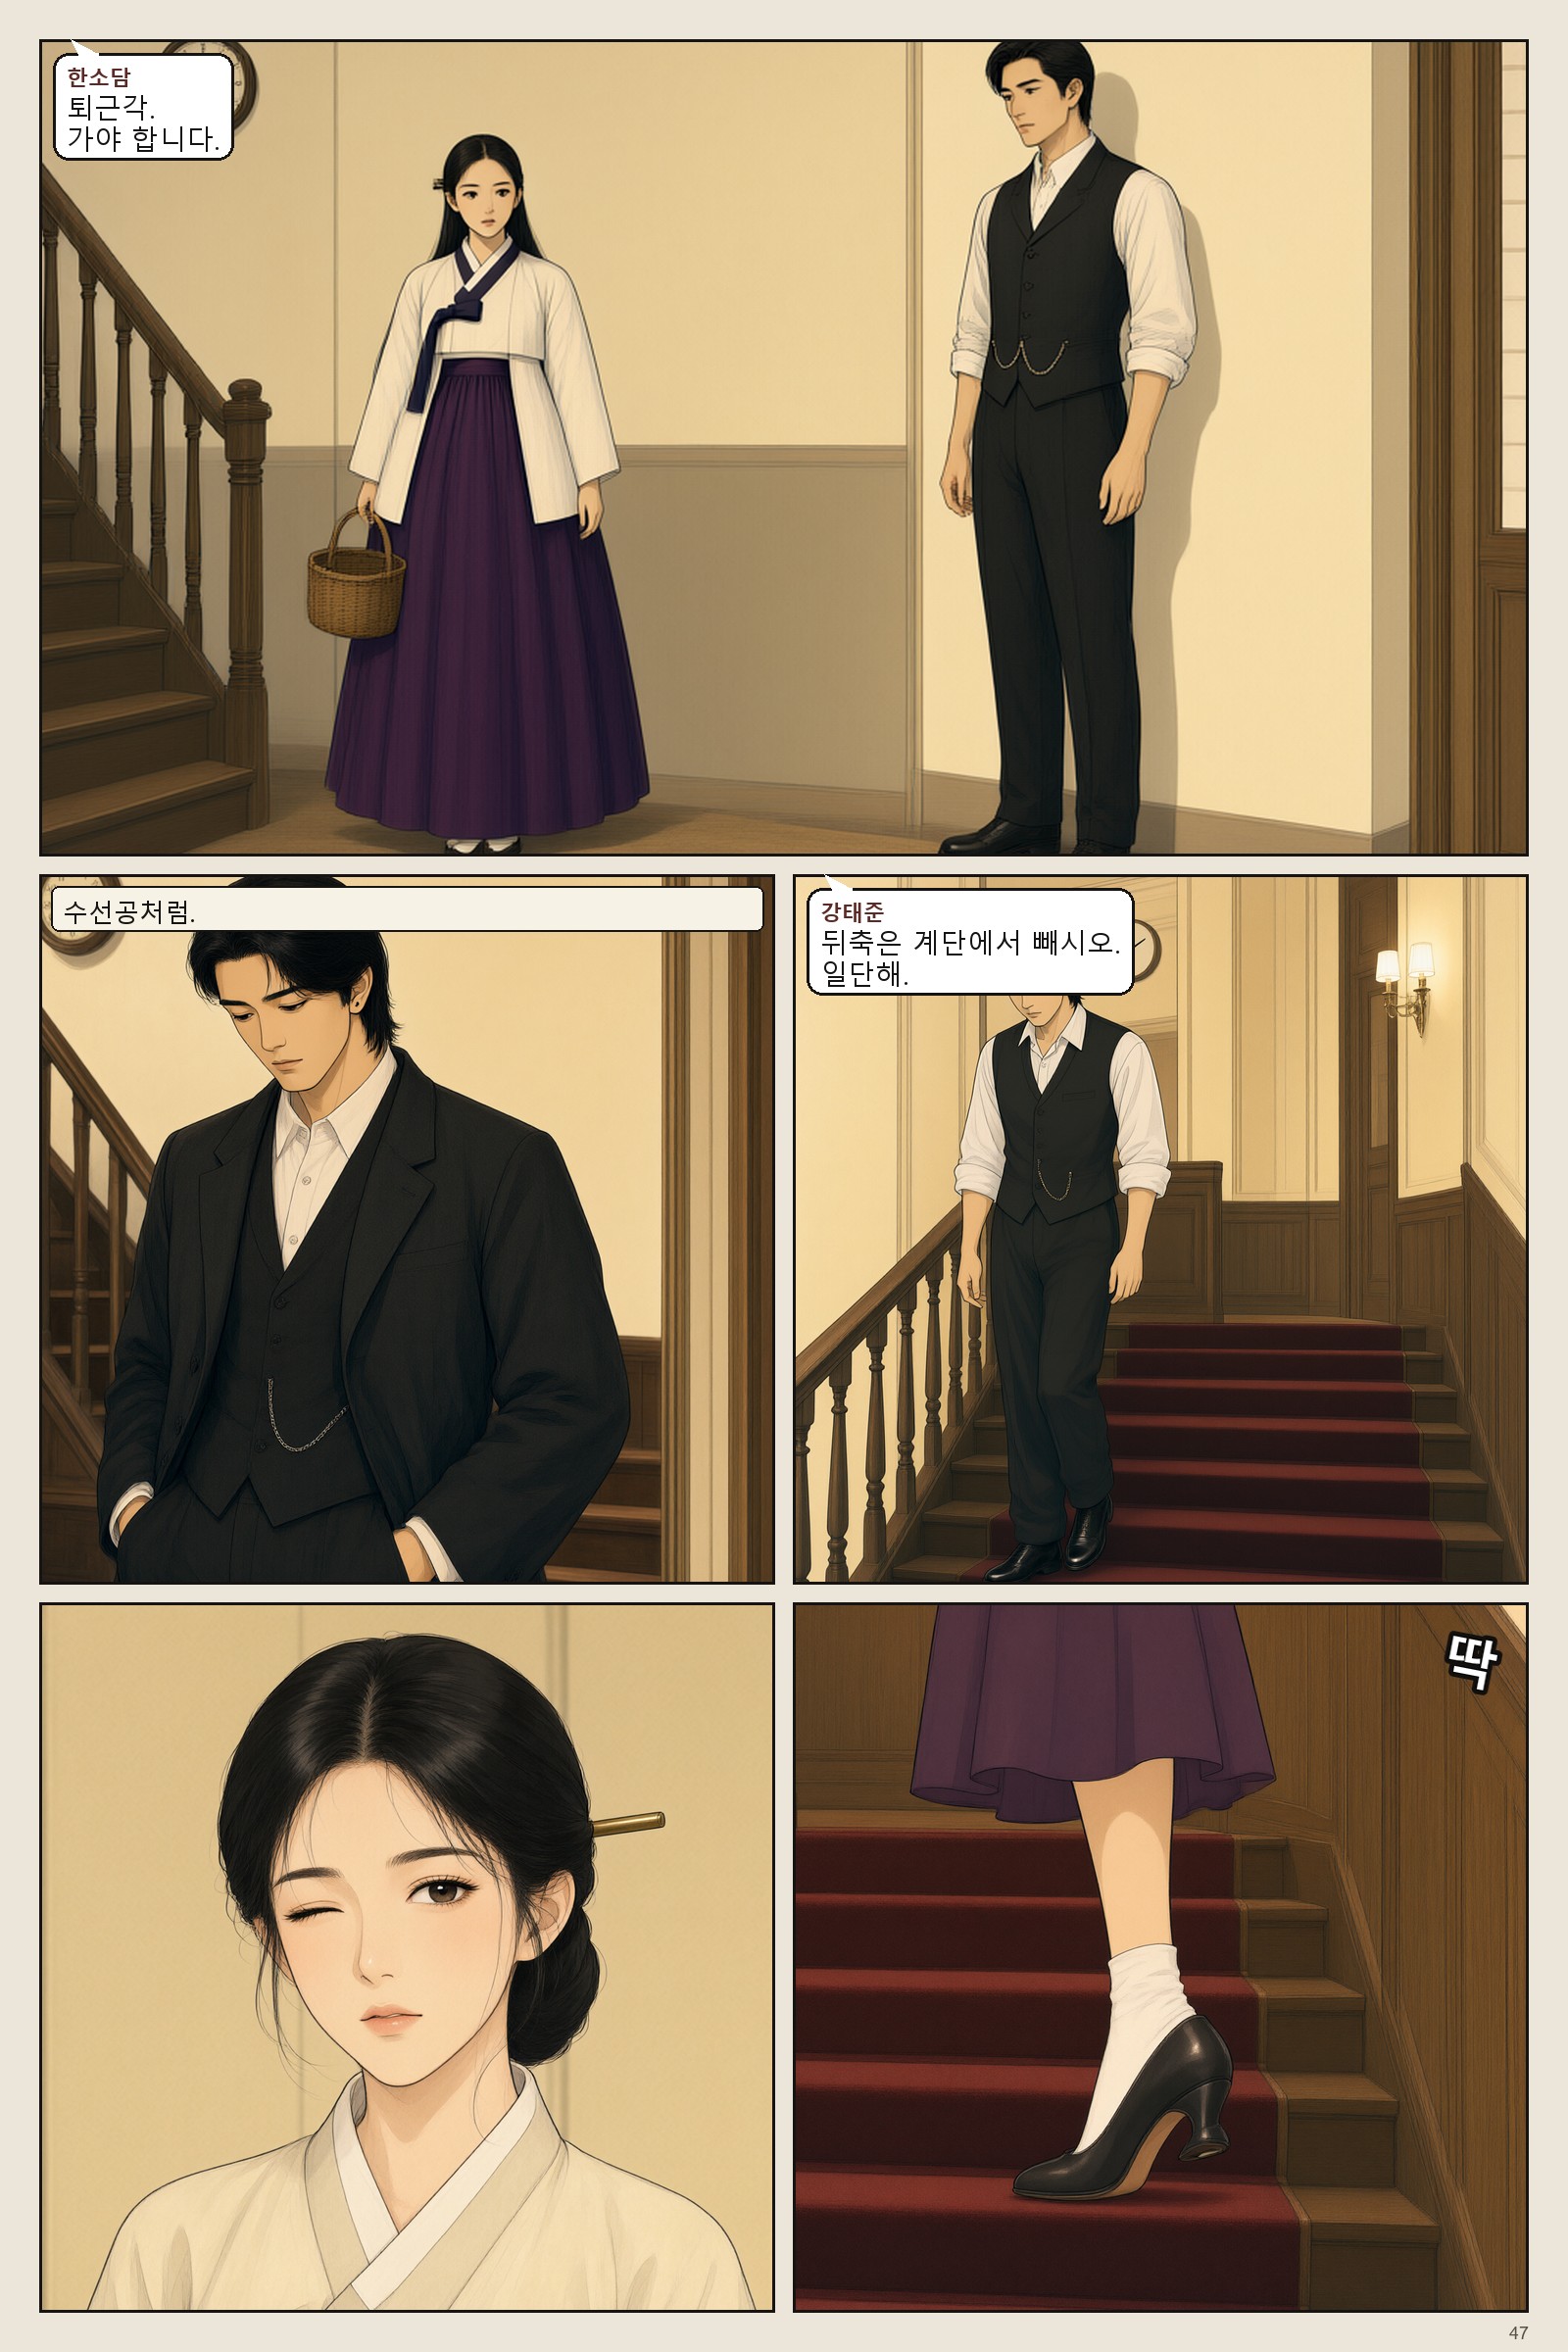 한소담
퇴근각.
가야 합니다.
수선공처럼.
강태준
뒤축은 계단에서 빼시오.
일단해.
딱
47